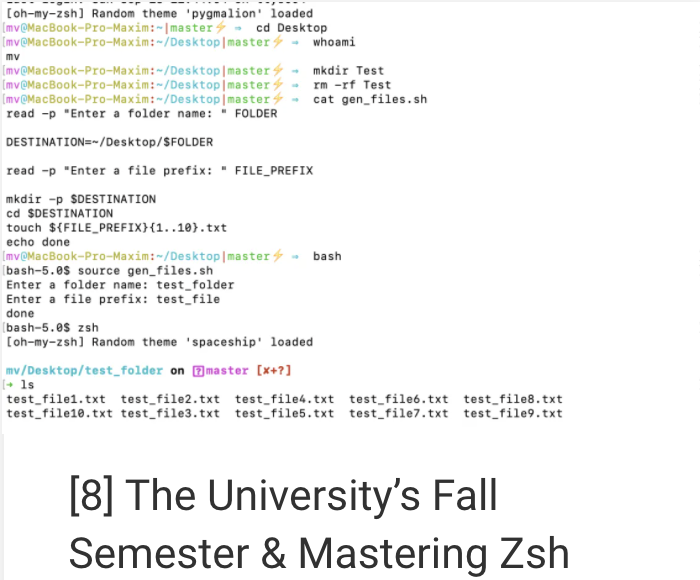 [oh-my-zsh] Random theme 'pygmalion' loaded
[mv@MacBook-Pro-Maxim:~|master⚡ ⇒ cd Desktop
[mv@MacBook-Pro-Maxim:~/Desktop|master⚡ ⇒ whoami
mv
[mv@MacBook-Pro-Maxim:~/Desktop|master⚡ ⇒ mkdir Test
[mv@MacBook-Pro-Maxim:~/Desktop|master⚡ ⇒ rm -rf Test
[mv@MacBook-Pro-Maxim:~/Desktop|master⚡ ⇒ cat gen_files.sh
read -p "Enter a folder name: " FOLDER
DESTINATION=~/Desktop/$FOLDER
read -p "Enter a file prefix: " FILE_PREFIX
mkdir -p $DESTINATION
cd $DESTINATION
touch ${FILE_PREFIX}{1..10}.txt
echo done
[mv@MacBook-Pro-Maxim:~/Desktop|master⚡ ⇒ bash
[bash-5.0$ source gen_files.sh
Enter a folder name: test_folder
Enter a file prefix: test_file
done
[bash-5.0$ zsh
[oh-my-zsh] Random theme 'spaceship' loaded
mv/Desktop/test_folder on ⍰master [✘+?]
[➜ ls
test_file1.txt test_file2.txt test_file4.txt test_file6.txt test_file8.txt
test_file10.txt test_file3.txt test_file5.txt test_file7.txt test_file9.txt
[8] The University’s Fall
Semester & Mastering Zsh